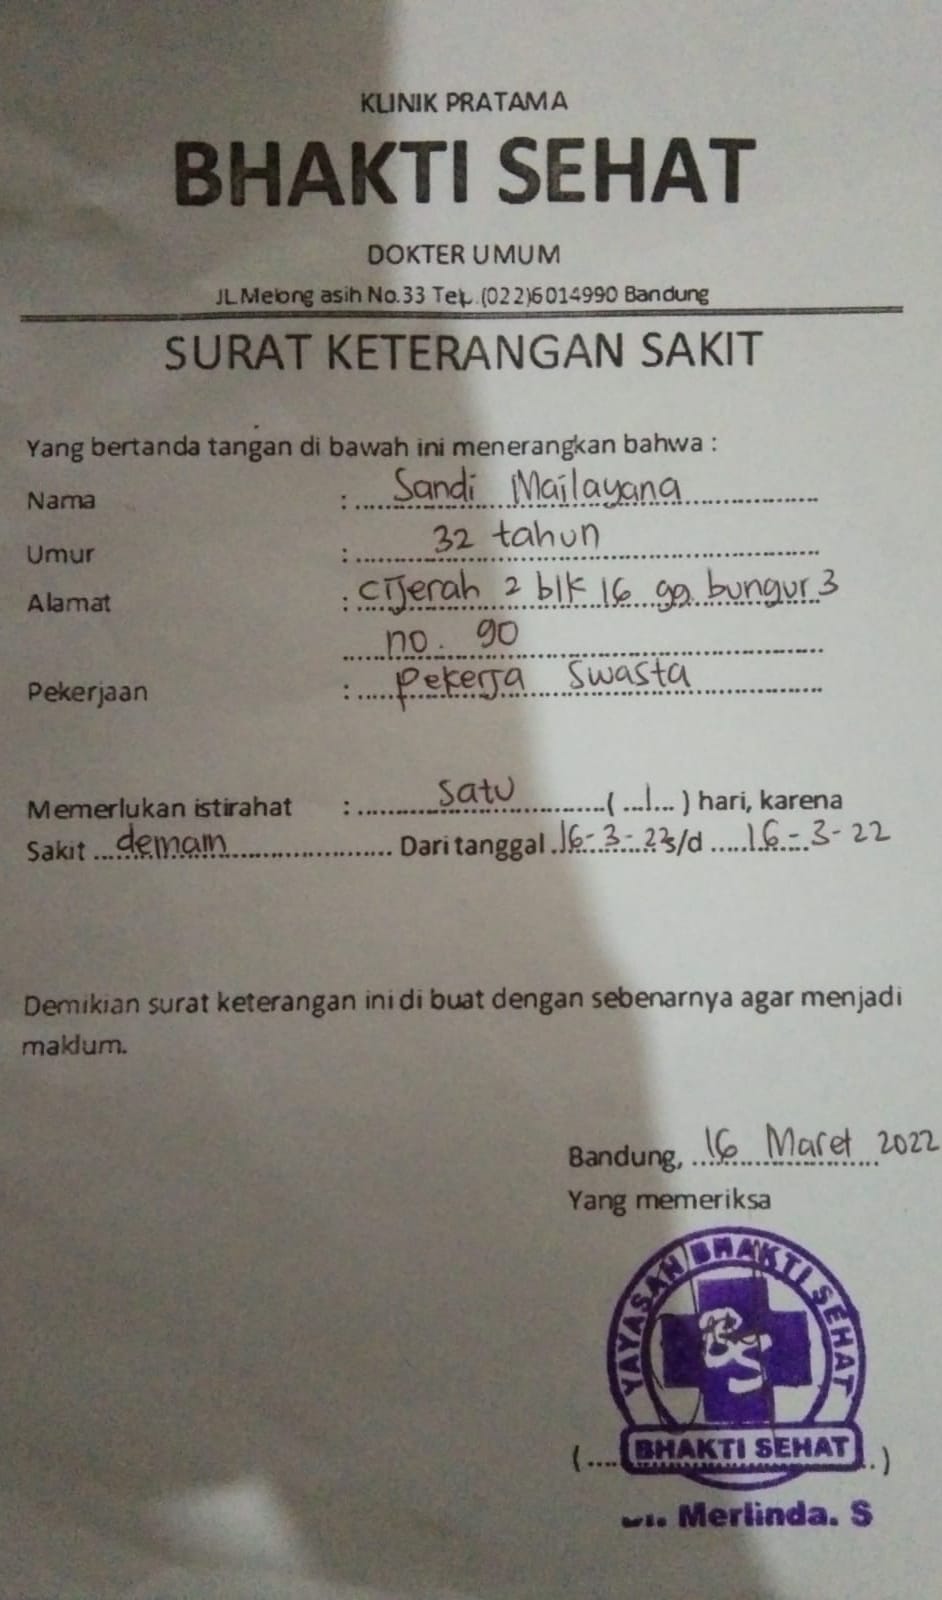 KLINIK PRATAMA
BHAKTI SEHAT
DOKTER UMUM
JL.Melong asih No.33 Tep.(022)6014990 Bandung
SURAT KETERANGAN SAKIT
Yang bertanda tangan di bawah ini menerangkan bahwa :
Nama : Sandi Mailayana
Umur : 32 tahun
Alamat : Cijerah 2 blk 16 gg. bungur 3
no. 90
Pekerjaan : pekerja Swasta
Memerlukan istirahat : satu ( 1 ) hari, karena
Sakit demam Dari tanggal 16-3-22 s/d 16-3-22
Demikian surat keterangan ini di buat dengan sebenarnya agar menjadi
maklum.
Bandung, 16 Maret 2022
Yang memeriksa
YAYASAN BHAKTI SEHAT
BHAKTI SEHAT
Dr. Merlinda. S